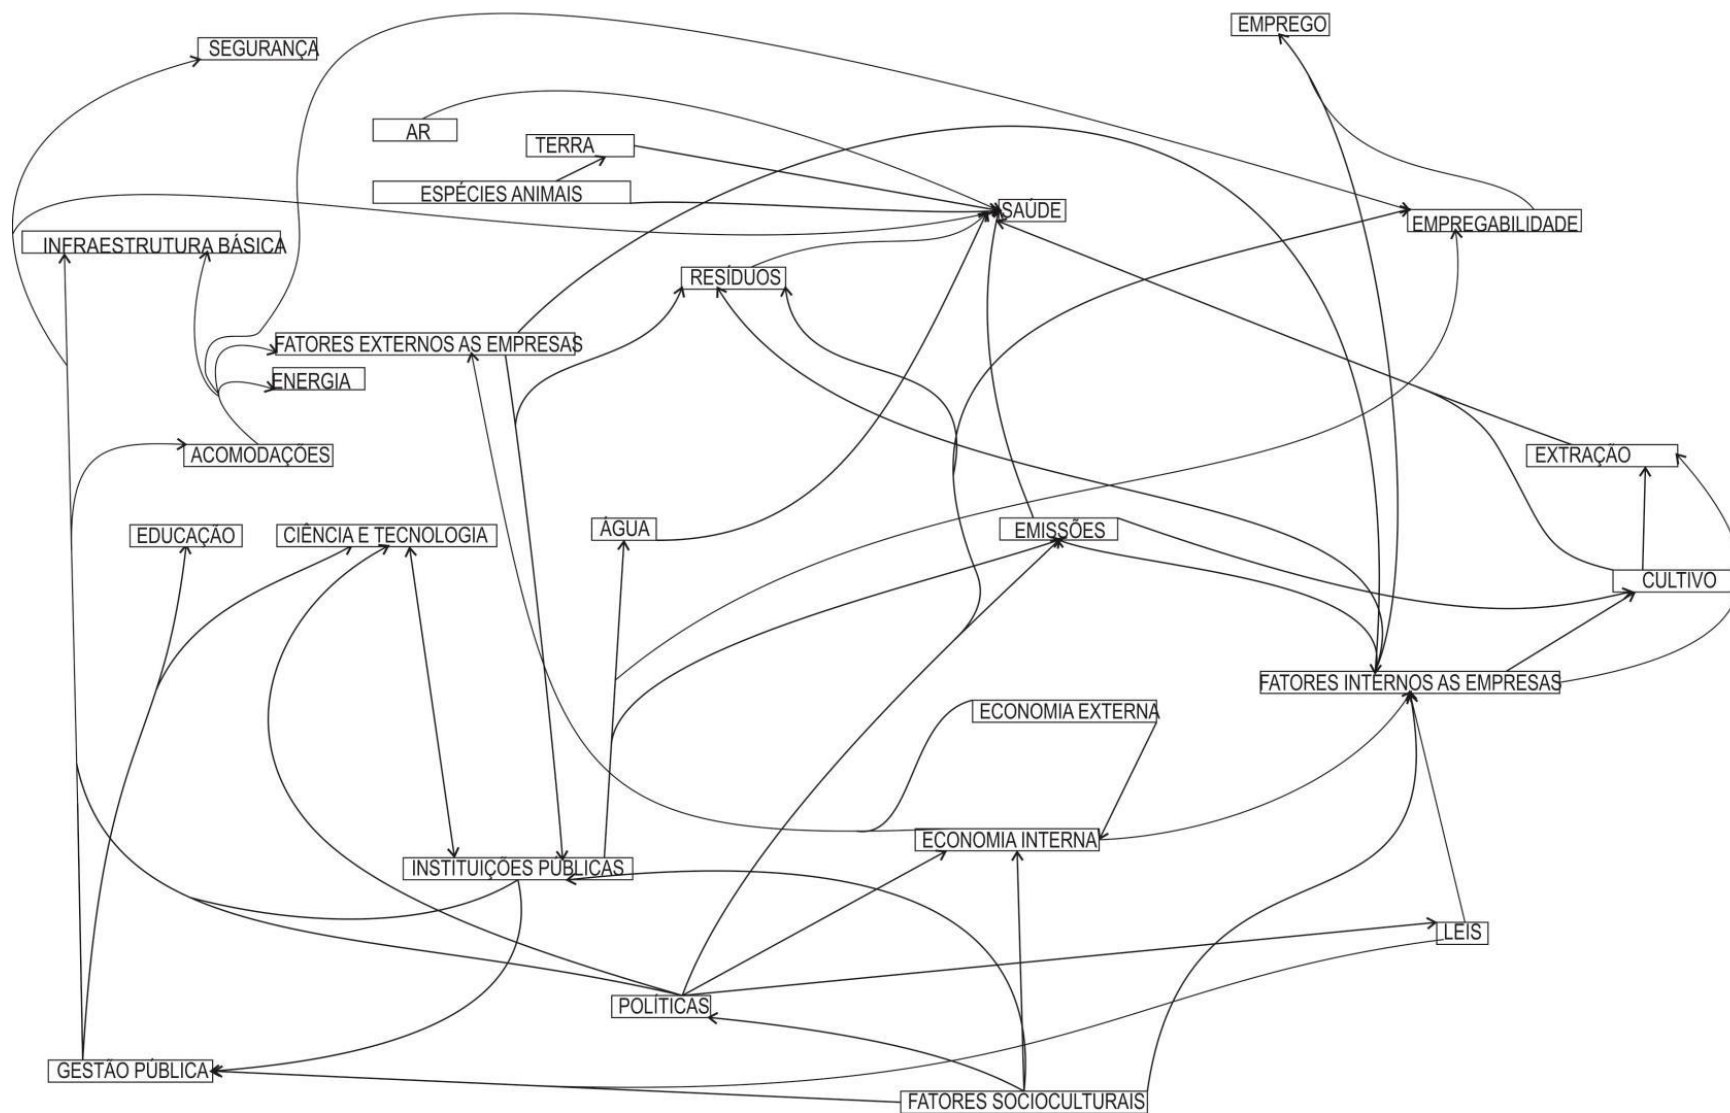 EMPREGO
SEGURANÇA
AR
TERRA
ESPÉCIES ANIMAIS
SAÚDE
EMPREGABILIDADE
INFRAESTRUTURA BÁSICA
RESÍDUOS
FATORES EXTERNOS AS EMPRESAS
ENERGIA
ACOMODAÇÕES
EXTRAÇÃO
EDUCAÇÃO
CIÊNCIA E TECNOLOGIA
ÁGUA
EMISSÕES
CULTIVO
FATORES INTERNOS AS EMPRESAS
ECONOMIA EXTERNA
ECONOMIA INTERNA
INSTITUIÇÕES PÚBLICAS
LEIS
POLÍTICAS
GESTÃO PÚBLICA
FATORES SOCIOCULTURAIS